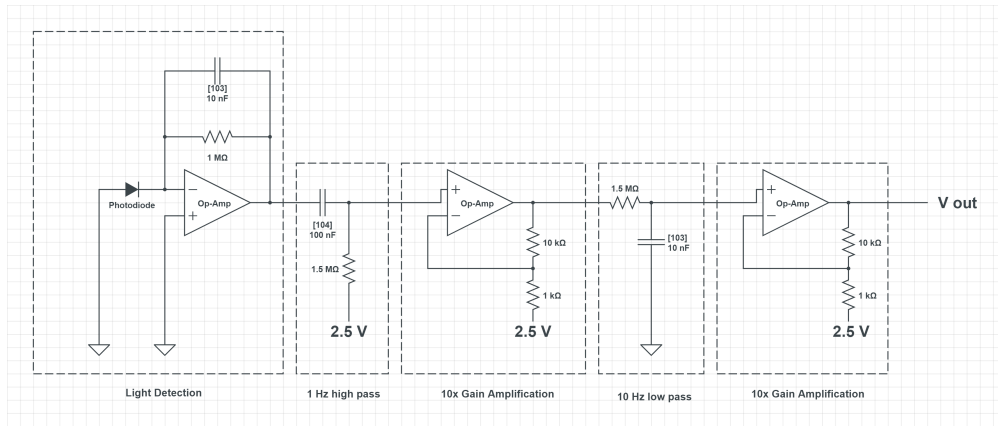 [103]
10 nF
1 MΩ
−
Op-Amp
+
Photodiode
[104]
100 nF
1.5 MΩ
2.5 V
+
Op-Amp
−
10 kΩ
1 kΩ
2.5 V
1.5 MΩ
[103]
10 nF
+
Op-Amp
−
10 kΩ
1 kΩ
2.5 V
V out
Light Detection
1 Hz high pass
10x Gain Amplification
10 Hz low pass
10x Gain Amplification